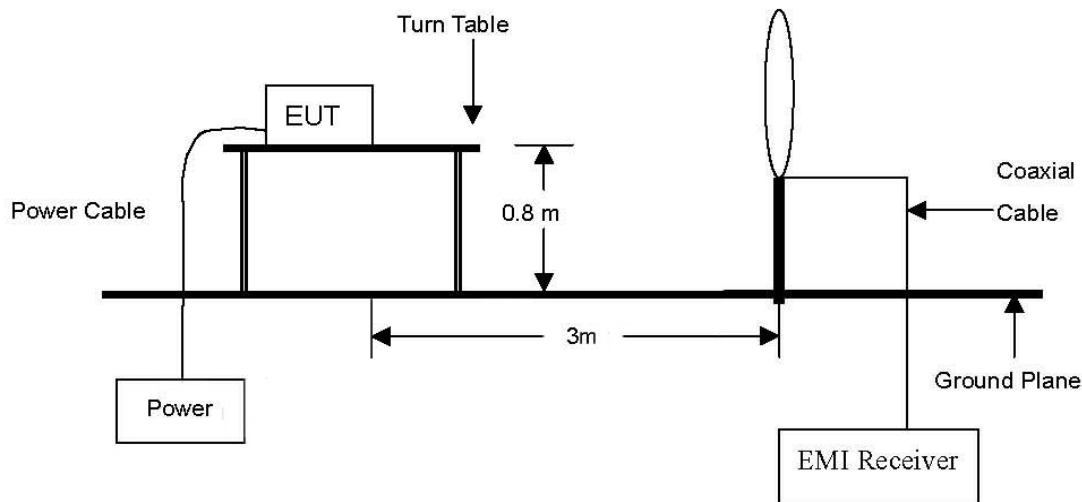 Turn Table
EUT
Coaxial
Cable
Power Cable
0.8 m
3m
Ground Plane
Power
EMI Receiver